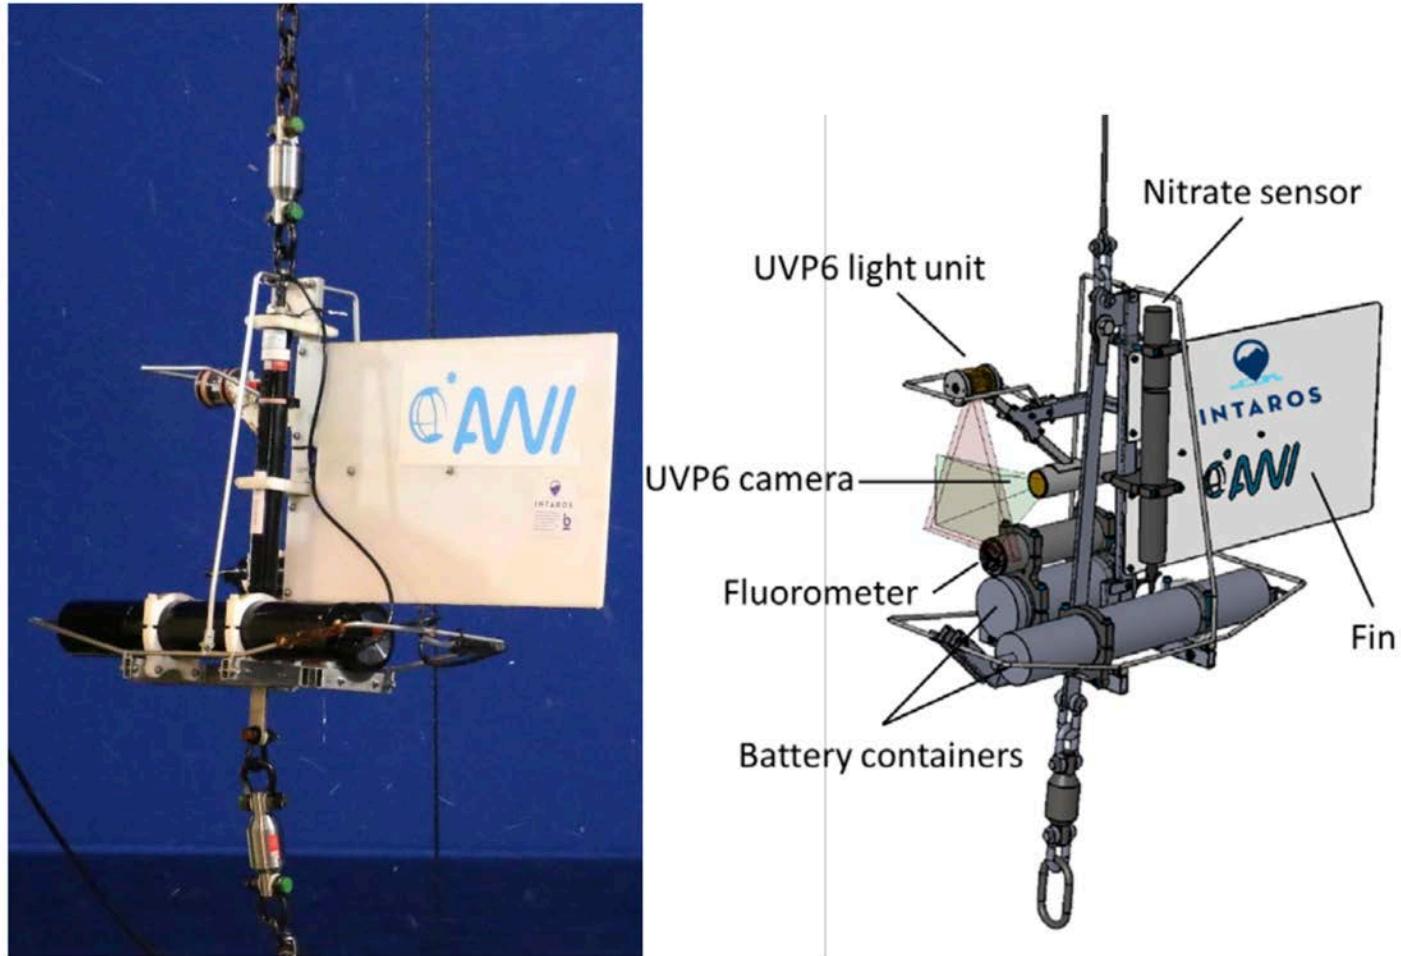 AWI
INTAROS
Nitrate sensor
UVP6 light unit
INTAROS
AWI
UVP6 camera
Fluorometer
Fin
Battery containers